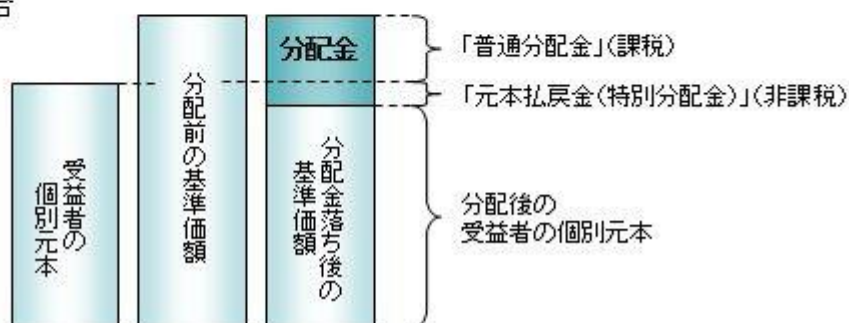 受益者の
個別元本
分配前の基準価額
分配金
分配金落ち後の
基準価額
「普通分配金」(課税)
「元本払戻金(特別分配金)」(非課税)
分配後の
受益者の個別元本